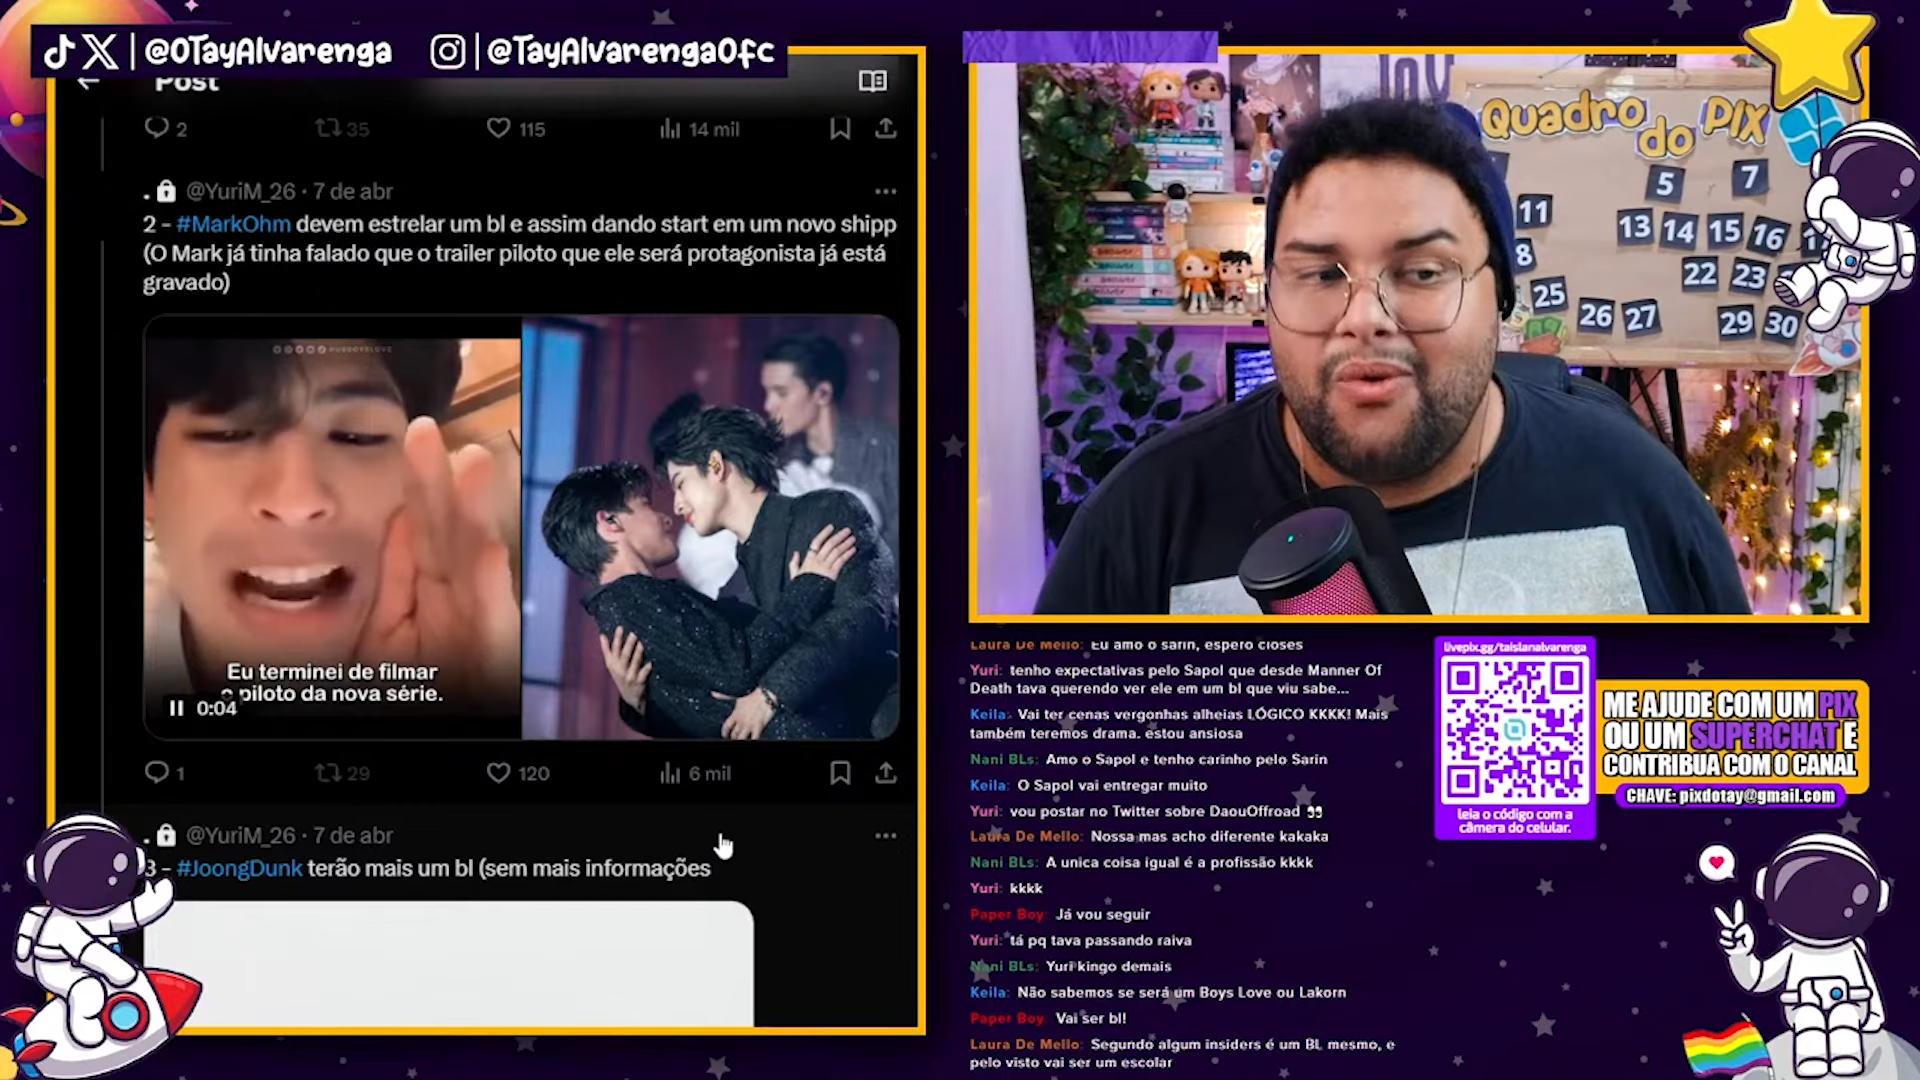 @OTayAlvarenga
@TayAlvarengaOfc
Post
2
35
115
14 mil
. @YuriM_26 · 7 de abr
2 - #MarkOhm devem estrelar um bl e assim dando start em um novo shipp
(O Mark já tinha falado que o trailer piloto que ele será protagonista já está
gravado)
Eu terminei de filmar
o piloto da nova série.
0:04
1
29
120
6 mil
. @YuriM_26 · 7 de abr
3 - #JoongDunk terão mais um bl (sem mais informações
Quadro
do PIX
5
7
11
13
14
15
16
8
22
23
25
26
27
29
30
Laura De Mello: Eu amo o sarin, espero closes
Yuri: tenho expectativas pelo Sapol que desde Manner Of
Death tava querendo ver ele em um bl que viu sabe...
Keila: Vai ter cenas vergonhas alheias LÓGICO KKKK! Mais
também teremos drama. estou ansiosa
Nani BLs: Amo o Sapol e tenho carinho pelo Sarin
Keila: O Sapol vai entregar muito
Yuri: vou postar no Twitter sobre DaouOffroad 👀
Laura De Mello: Nossa mas acho diferente kakaka
Nani BLs: A unica coisa igual é a profissão kkkk
Yuri: kkkk
Paper Boy: Já vou seguir
Yuri: tá pq tava passando raiva
Nani BLs: Yuri kingo demais
Keila: Não sabemos se será um Boys Love ou Lakorn
Paper Boy: Vai ser bl!
Laura De Mello: Segundo algum insiders é um BL mesmo, e
pelo visto vai ser um escolar
livepix.gg/taislanalvarenga
leia o código com a
câmera do celular.
ME AJUDE COM UM PIX
OU UM SUPERCHAT E
CONTRIBUA COM O CANAL
CHAVE: pixdotay@gmail.com